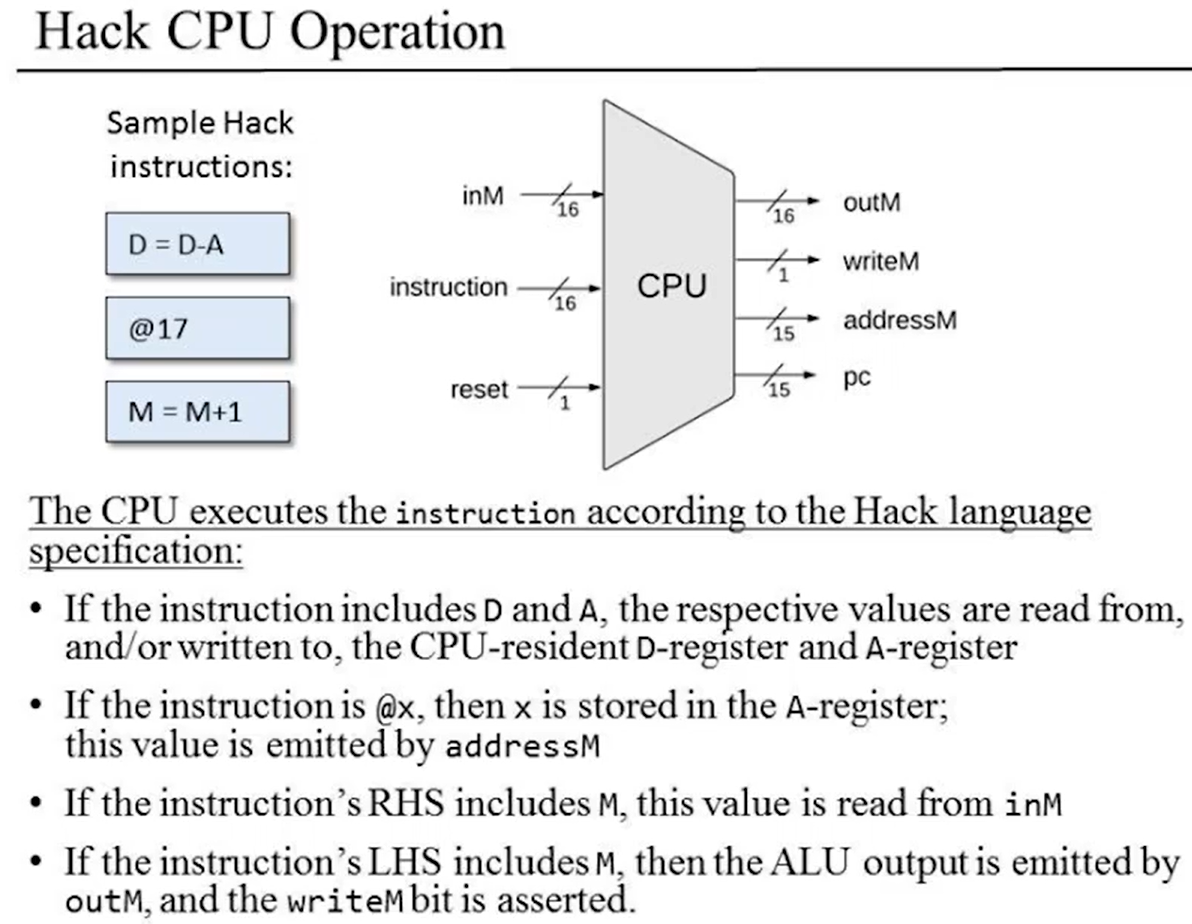 Hack CPU Operation
Sample Hack
instructions:
D = D-A
@17
M = M+1
inM
16
instruction
16
reset
1
CPU
16
outM
1
writeM
15
addressM
15
pc
The CPU executes the instruction according to the Hack language
specification:
• If the instruction includes D and A, the respective values are read from,
and/or written to, the CPU-resident D-register and A-register
• If the instruction is @x, then x is stored in the A-register;
this value is emitted by addressM
• If the instruction's RHS includes M, this value is read from inM
• If the instruction's LHS includes M, then the ALU output is emitted by
outM, and the writeM bit is asserted.